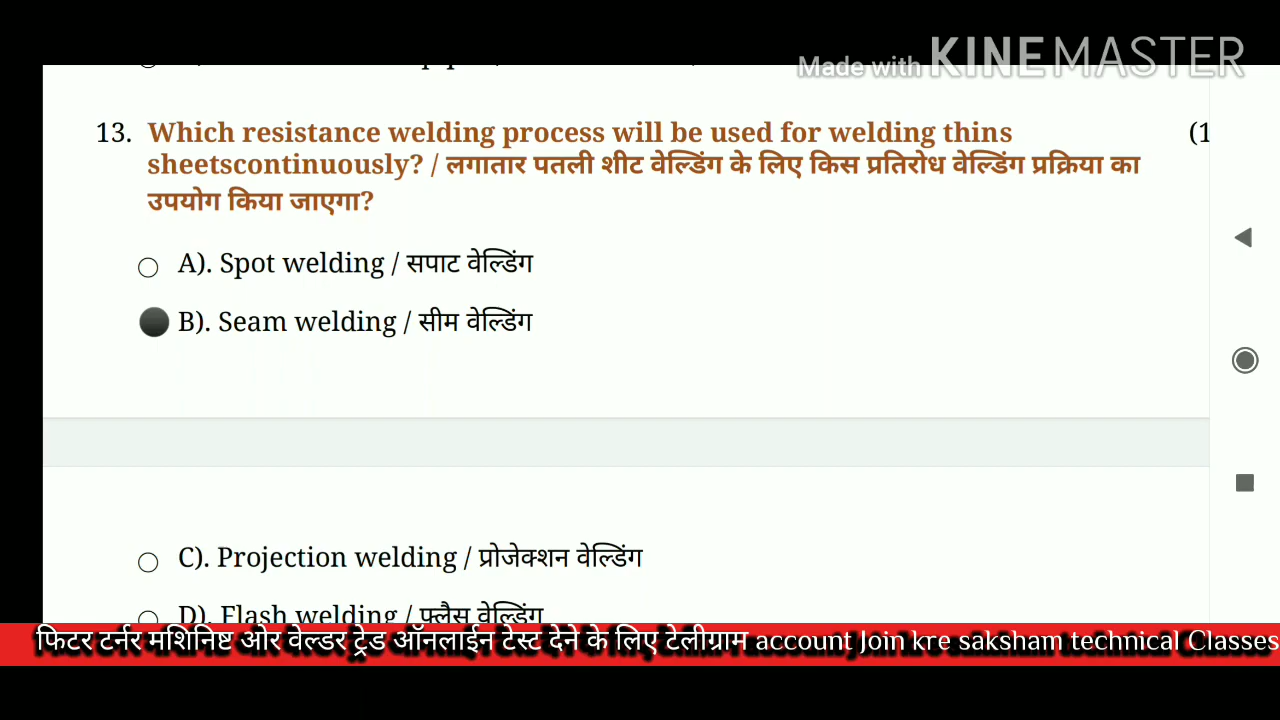 Made with KINEMASTER
13. Which resistance welding process will be used for welding thins (1
sheetscontinuously? / लगातार पतली शीट वेल्डिंग के लिए किस प्रतिरोध वेल्डिंग प्रक्रिया का
उपयोग किया जाएगा?
A). Spot welding / सपाट वेल्डिंग
B). Seam welding / सीम वेल्डिंग
C). Projection welding / प्रोजेक्शन वेल्डिंग
D). Flash welding / फ्लैस वेल्डिंग
फिटर टर्नर मशिनिष्ट ओर वेल्डर ट्रेड ऑनलाईन टेस्ट देने के लिए टेलीग्राम account Join kre saksham technical Classes